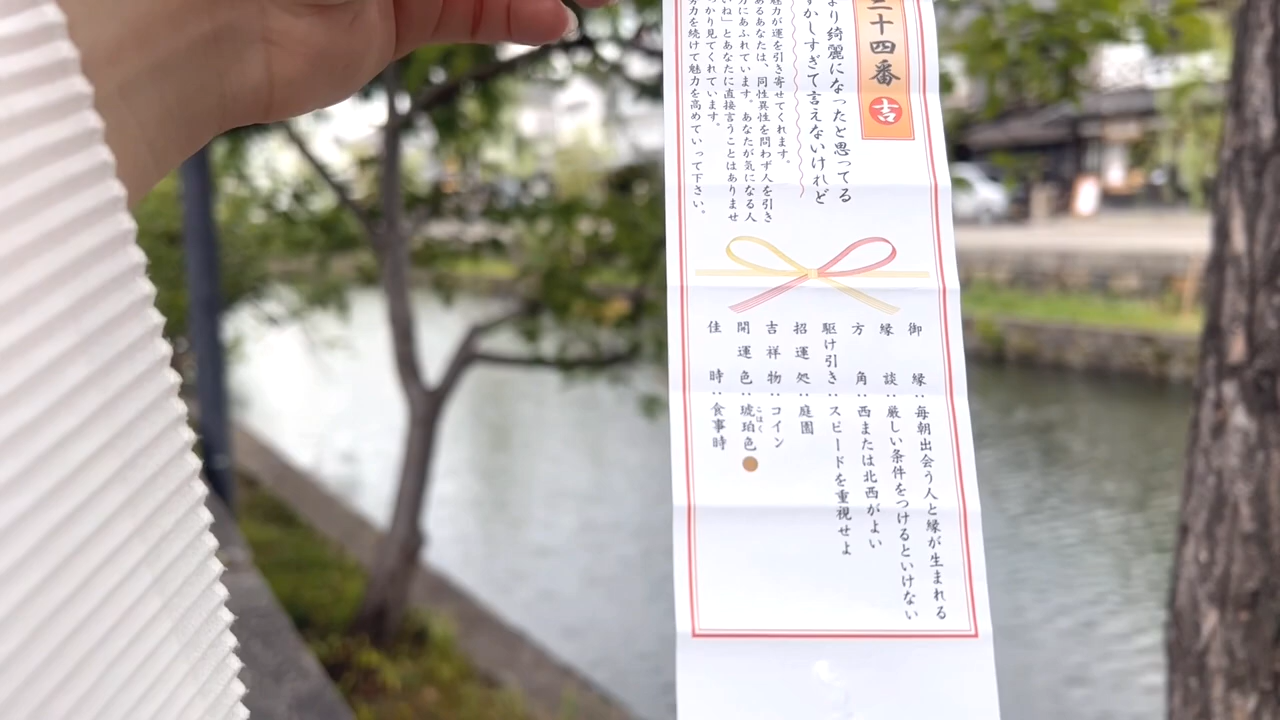 三十四番 吉
より綺麗になったと思ってる
ずかしすぎて言えないけれど
魅力が運を引き寄せてくれます。
あるあなたは、同性異性を問わず人を引き
力にあふれています。あなたが気になる人
いね」とあなたに直接言うことはありませ
っかり見てくれています。
努力を続けて魅力を高めていって下さい。
御縁：毎朝出会う人と縁が生まれる
縁談：厳しい条件をつけるといけない
方角：西または北西がよい
駆け引き：スピードを重視せよ
招運処：庭園
吉祥物：コイン
開運色：琥珀色
こはく
佳時：食事時